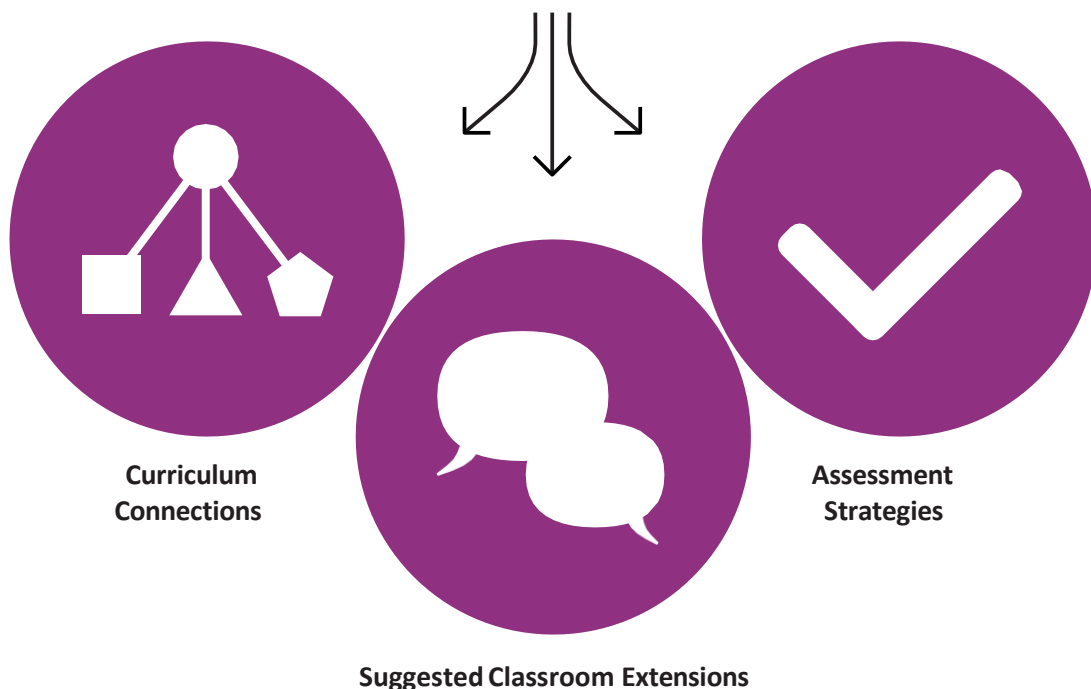 Curriculum
Connections
Assessment
Strategies
Suggested Classroom Extensions